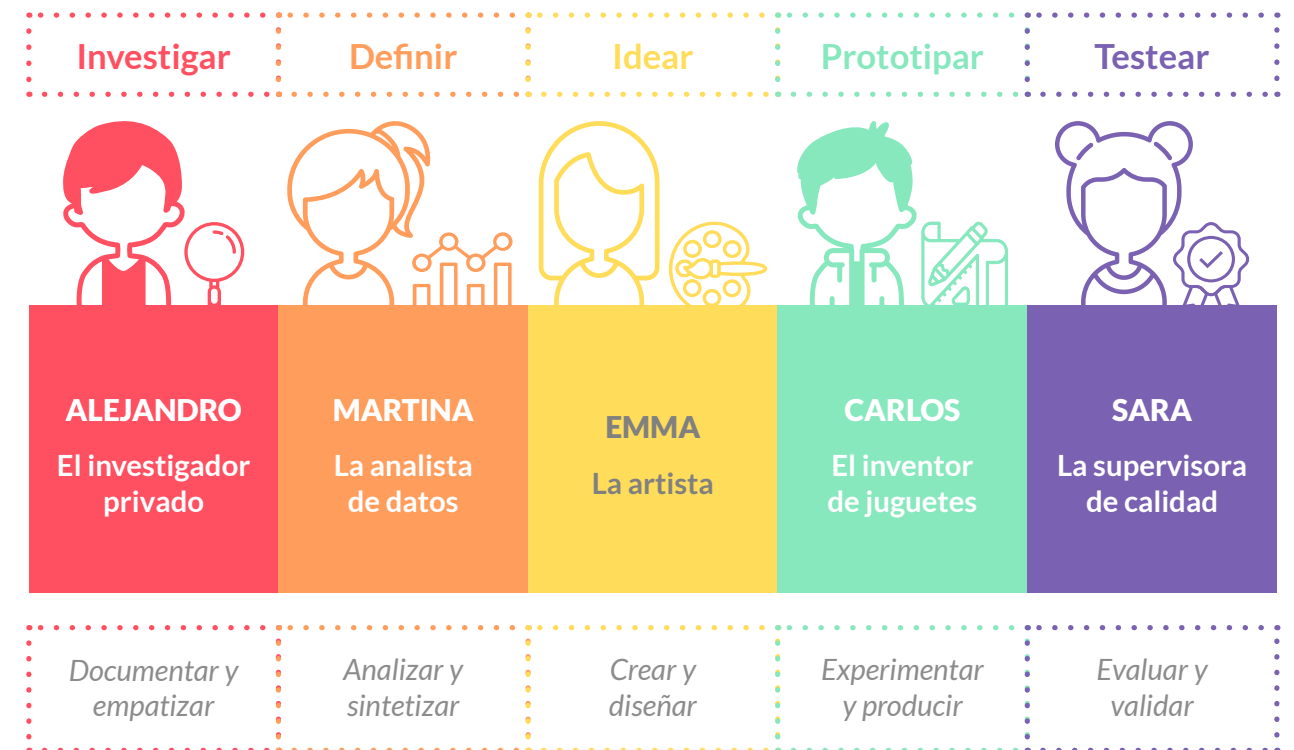 Investigar
Definir
Idear
Prototipar
Testear
ALEJANDRO
El investigador
privado
MARTINA
La analista
de datos
EMMA
La artista
CARLOS
El inventor
de juguetes
SARA
La supervisora
de calidad
Documentar y
empatizar
Analizar y
sintetizar
Crear y
diseñar
Experimentar
y producir
Evaluar y
validar